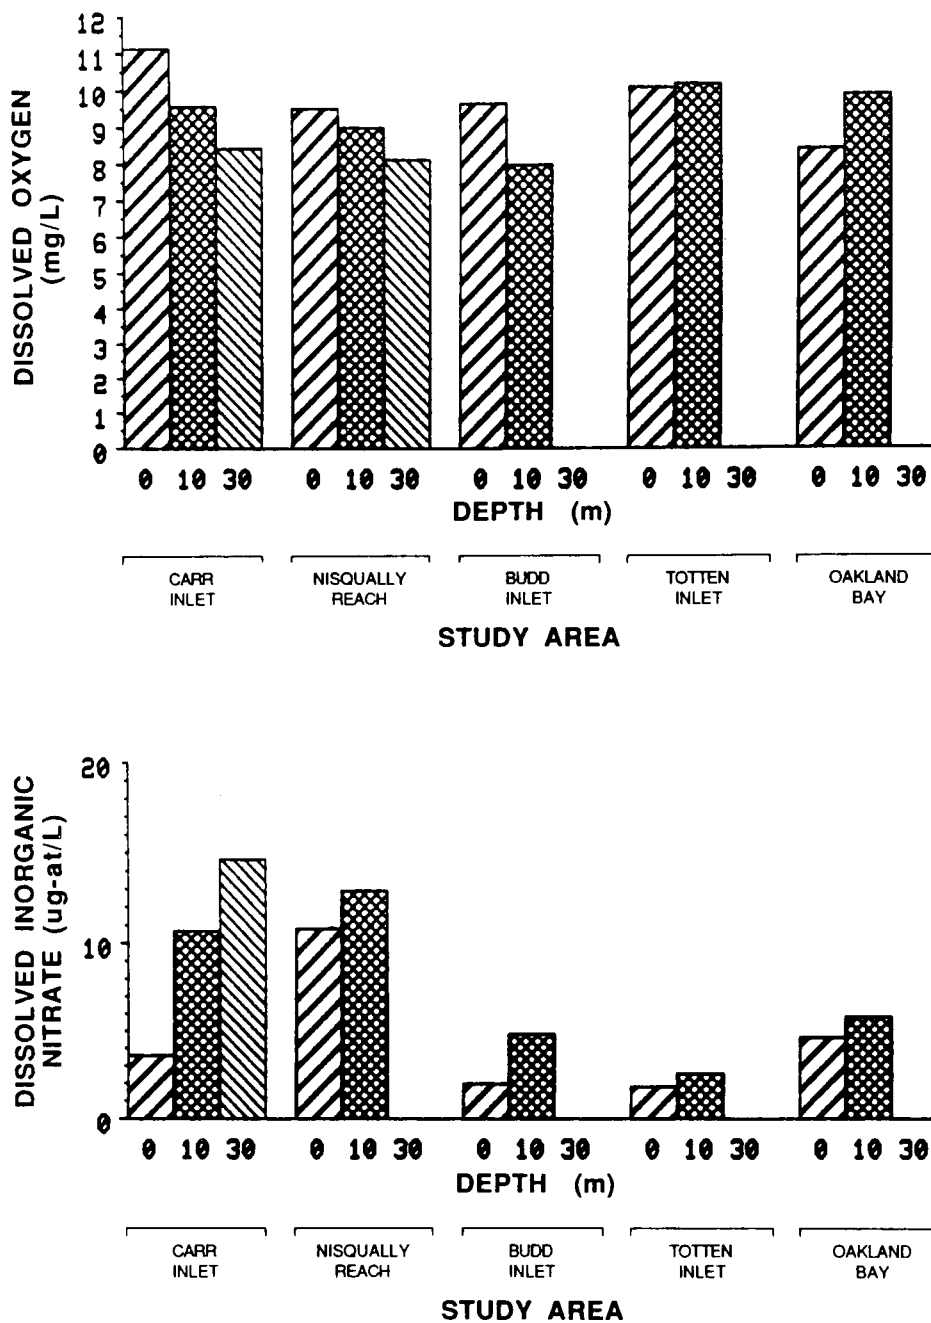 DISSOLVED OXYGEN
(mg/L)
12
11
10
9
8
7
6
5
4
3
2
1
0
0 10 30 0 10 30 0 10 30 0 10 30 0 10 30
DEPTH (m)
CARR INLET
NISQUALLY REACH
BUDD INLET
TOTTEN INLET
OAKLAND BAY
STUDY AREA
DISSOLVED INORGANIC
NITRATE (ug-at/L)
20
10
0
0 10 30 0 10 30 0 10 30 0 10 30 0 10 30
DEPTH (m)
CARR INLET
NISQUALLY REACH
BUDD INLET
TOTTEN INLET
OAKLAND BAY
STUDY AREA